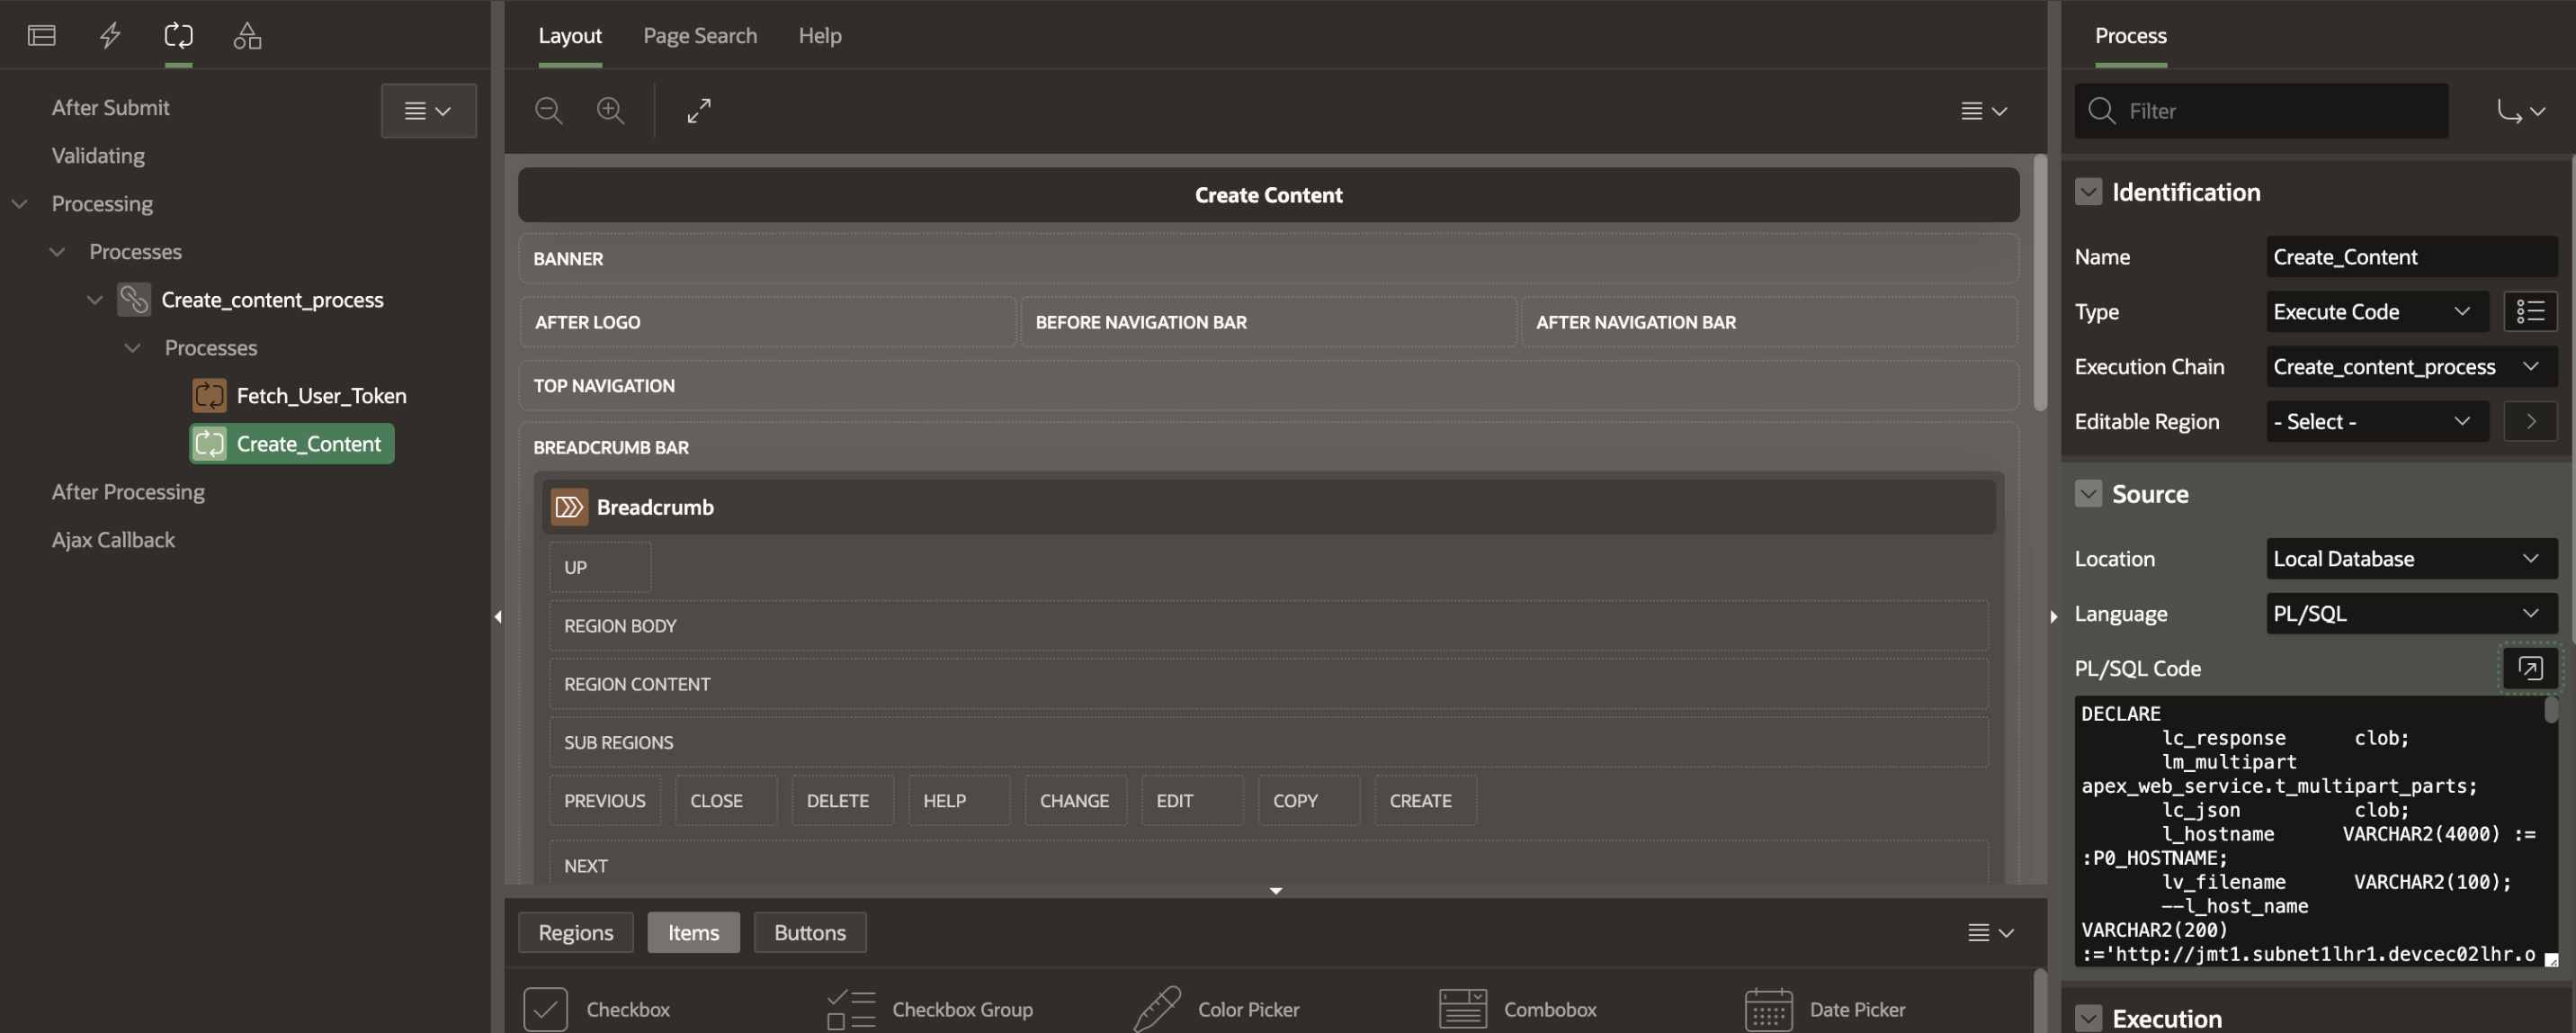 After Submit
Validating
Processing
Processes
Create_content_process
Processes
Fetch_User_Token
Create_Content
After Processing
Ajax Callback
Layout Page Search Help
Create Content
BANNER
AFTER LOGO BEFORE NAVIGATION BAR AFTER NAVIGATION BAR
TOP NAVIGATION
BREADCRUMB BAR
Breadcrumb
UP
REGION BODY
REGION CONTENT
SUB REGIONS
PREVIOUS CLOSE DELETE HELP CHANGE EDIT COPY CREATE
NEXT
Regions Items Buttons
Checkbox Checkbox Group Color Picker Combobox Date Picker
Process
Filter
Identification
Name Create_Content
Type Execute Code
Execution Chain Create_content_process
Editable Region - Select -
Source
Location Local Database
Language PL/SQL
PL/SQL Code
DECLARE
lc_response clob;
lm_multipart
apex_web_service.t_multipart_parts;
lc_json clob;
l_hostname VARCHAR2(4000) :=
:P0_HOSTNAME;
lv_filename VARCHAR2(100);
--l_host_name
VARCHAR2(200)
:='http://jmt1.subnet1lhr1.devcec02lhr.o
Execution